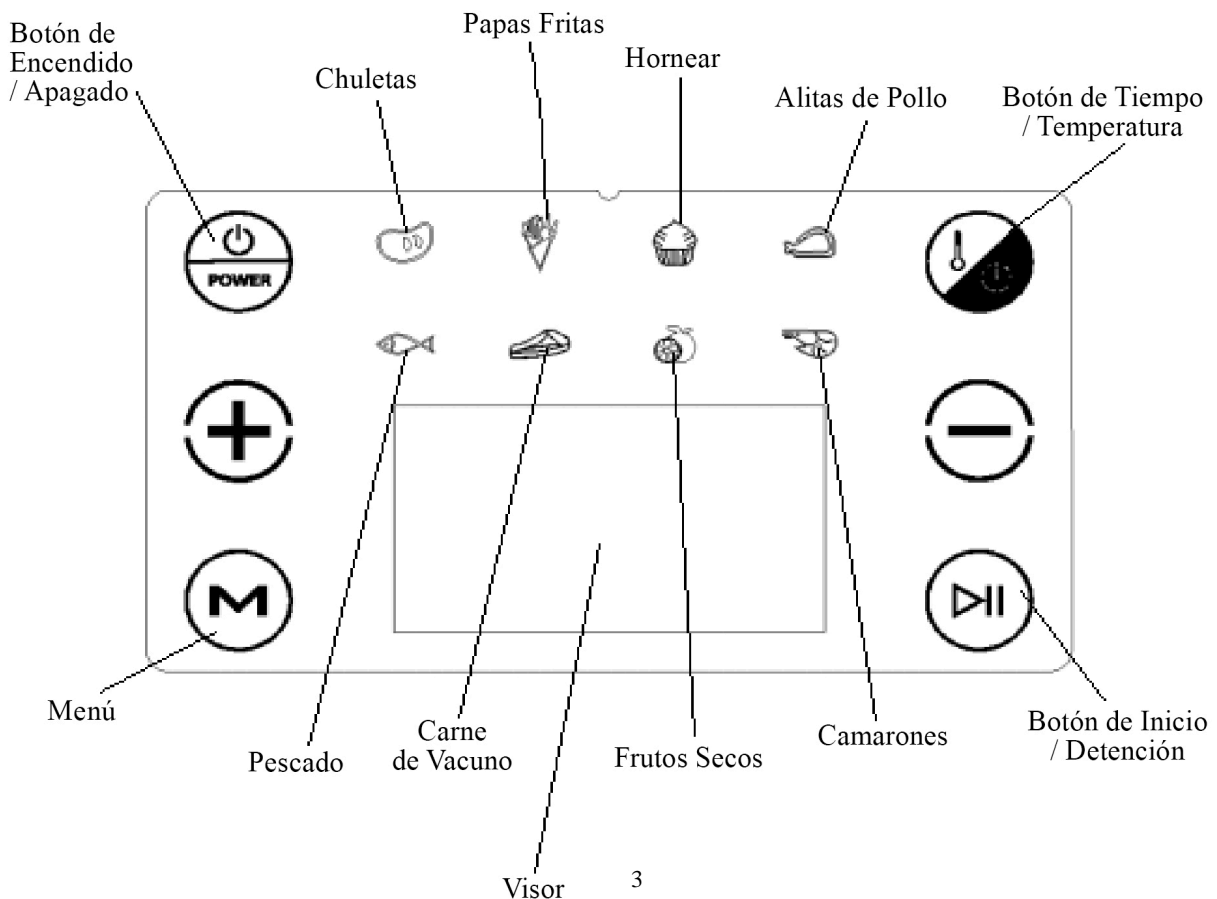 Papas Fritas
Botón de
Encendido
/ Apagado
Chuletas
Hornear
Alitas de Pollo
Botón de Tiempo
/ Temperatura
POWER
M
Menú
Pescado
Carne
de Vacuno
Frutos Secos
Camarones
Botón de Inicio
/ Detención
Visor
3